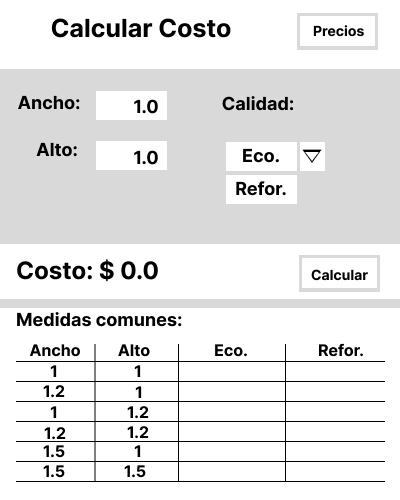 Calcular Costo Precios
Ancho: 1.0 Calidad:
Alto: 1.0 Eco.
Refor.
Costo: $ 0.0 Calcular
Medidas comunes:
Ancho Alto Eco. Refor.
1 1
1.2 1
1 1.2
1.2 1.2
1.5 1
1.5 1.5